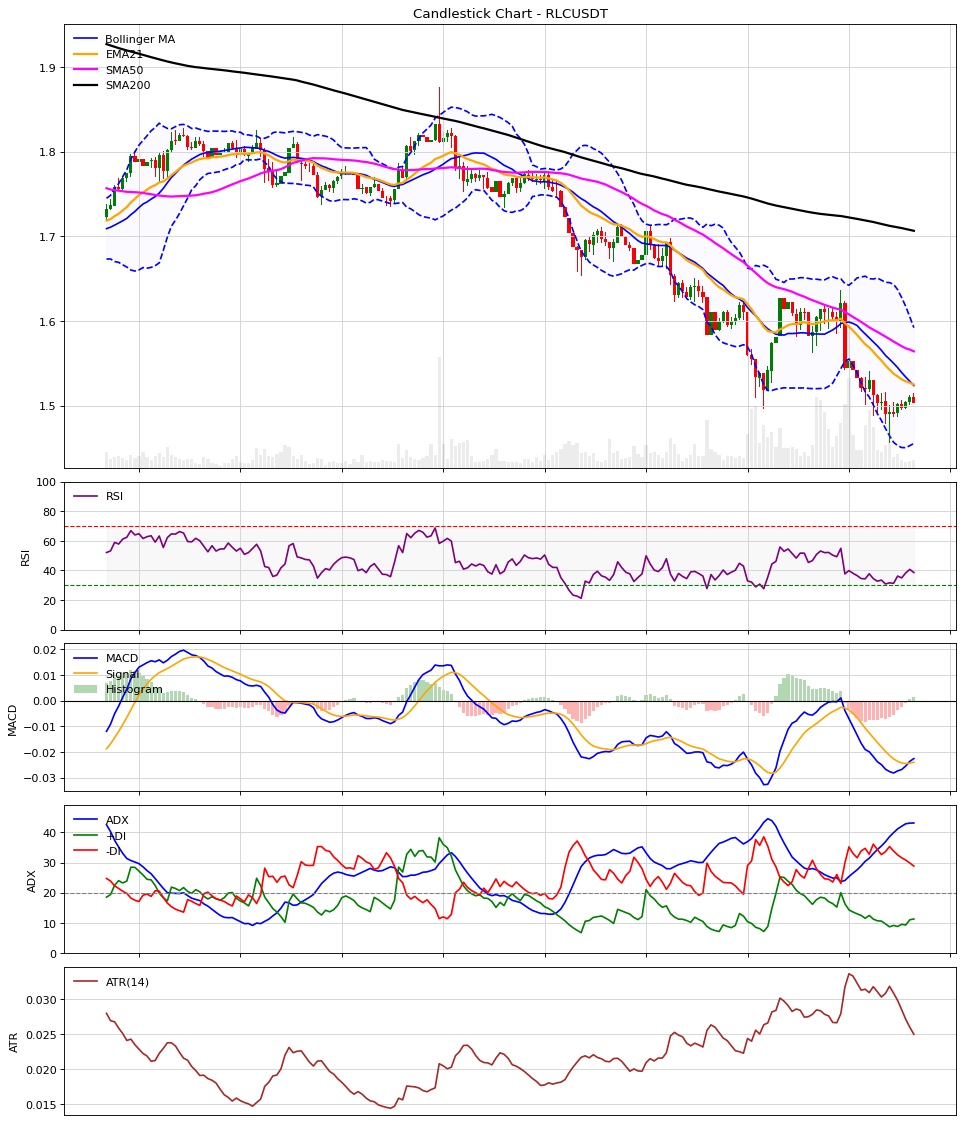 Candlestick Chart - RLCUSDT
Bollinger MA
EMA21
SMA50
SMA200
1.9
1.8
1.7
1.6
1.5
RSI
RSI
100
80
60
40
20
0
MACD
Signal
Histogram
MACD
0.02
0.01
0.00
−0.01
−0.02
−0.03
ADX
+DI
-DI
ADX
40
30
20
10
0
ATR(14)
ATR
0.030
0.025
0.020
0.015